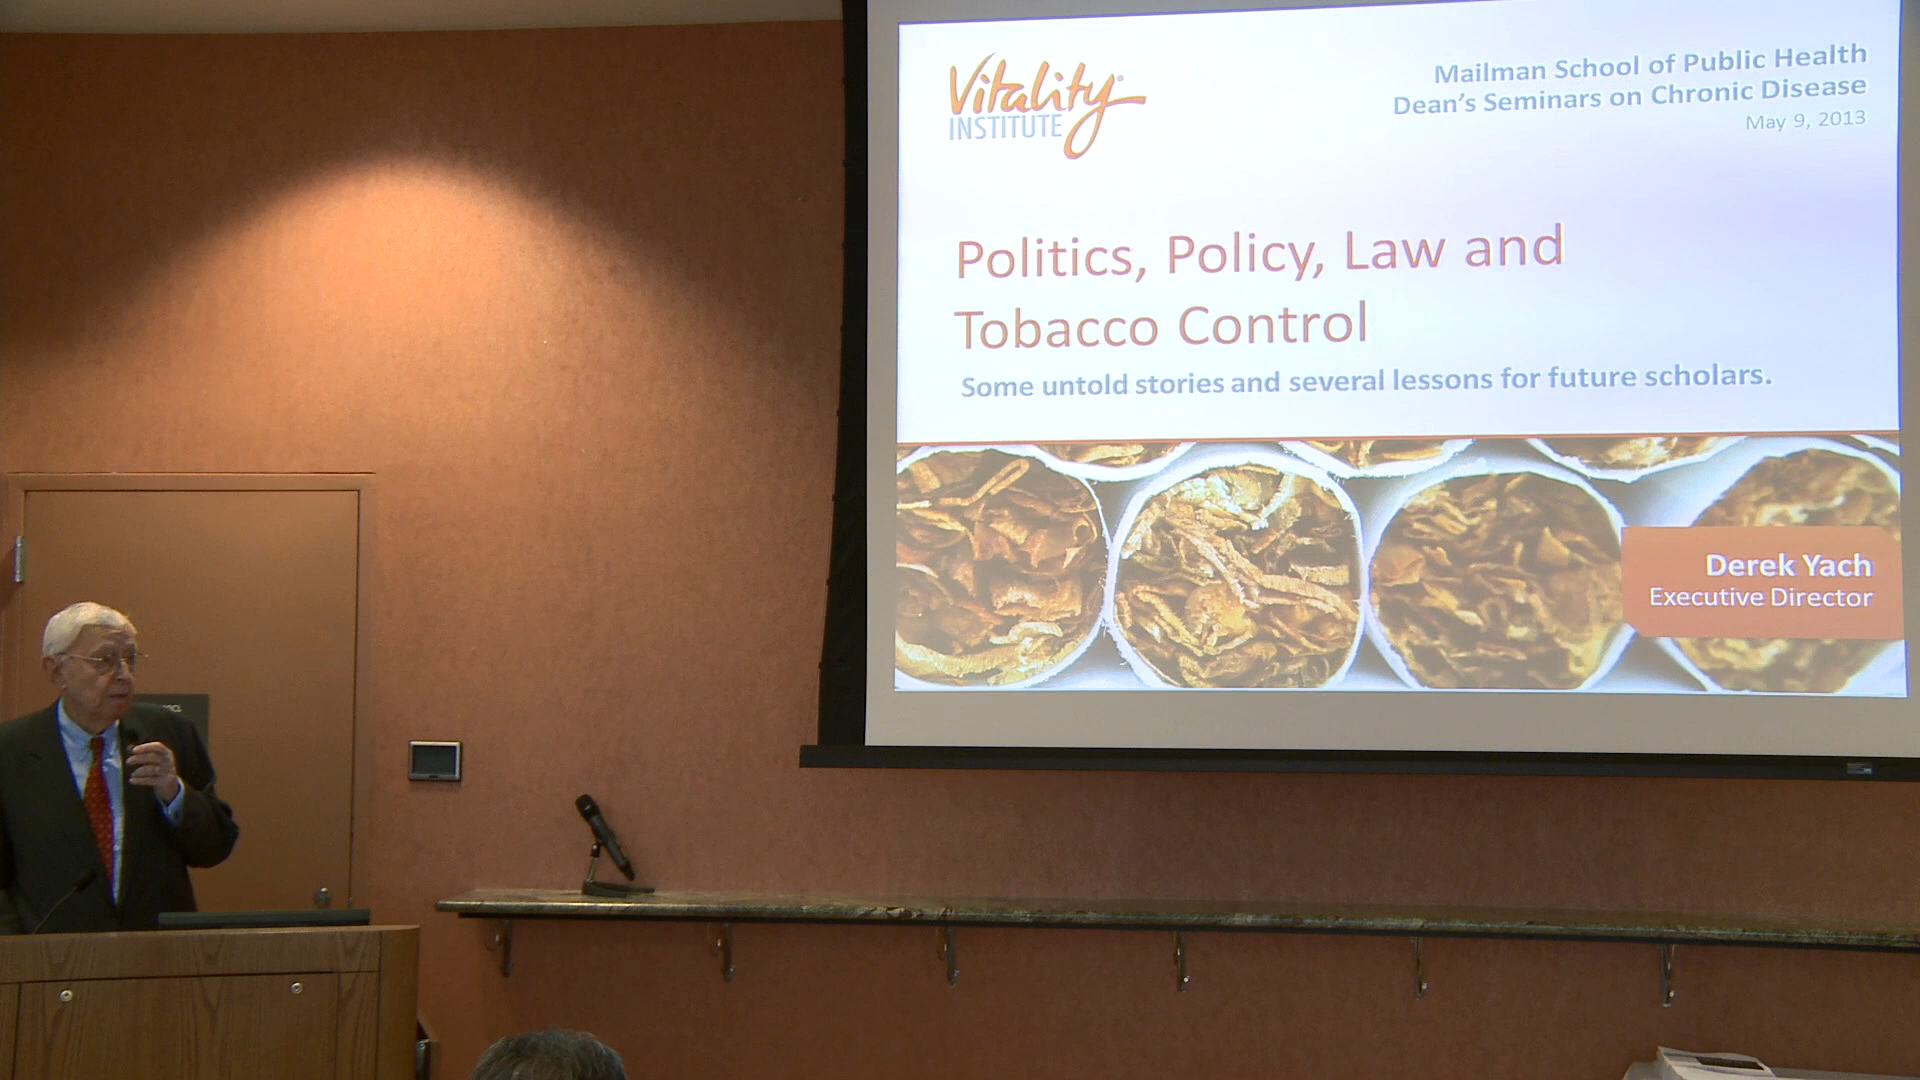 Vitality
INSTITUTE
Mailman School of Public Health
Dean's Seminars on Chronic Disease
May 9, 2013
Politics, Policy, Law and
Tobacco Control
Some untold stories and several lessons for future scholars.
Derek Yach
Executive Director